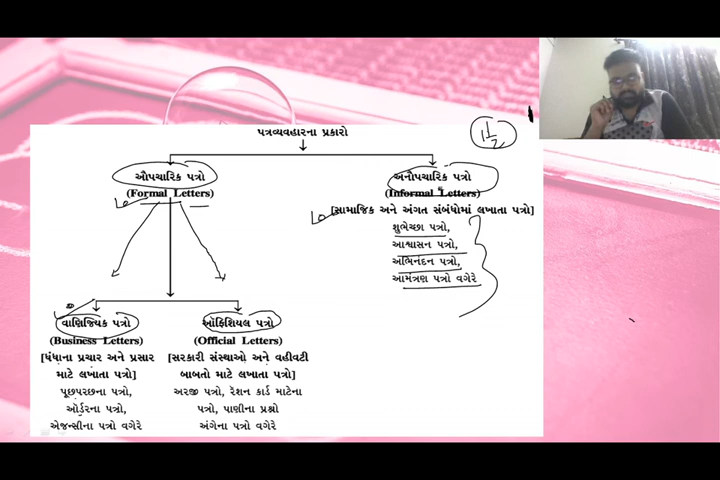 પત્રવ્યવહારના પ્રકારો
ઔપચારિક પત્રો
(Formal Letters)
અનૌપચારિક પત્રો
(Informal Letters)
[સામાજિક અને અંગત સંબંધોમાં લખાતા પત્રો]
શુભેચ્છા પત્રો,
આશ્વાસન પત્રો,
અભિનંદન પત્રો,
આમંત્રણ પત્રો વગેરે
વાણિજ્યિક પત્રો
(Business Letters)
[ધંધાના પ્રચાર અને પ્રસાર
માટે લખાતા પત્રો]
પૂછપરછના પત્રો,
ઑર્ડરના પત્રો,
એજન્સીના પત્રો વગેરે
ઑફિશિયલ પત્રો
(Official Letters)
[સરકારી સંસ્થાઓ અને વહીવટી
બાબતો માટે લખાતા પત્રો]
અરજી પત્રો, રૅશન કાર્ડ માટેના
પત્રો, પાણીના પ્રશ્નો
અંગેના પત્રો વગેરે